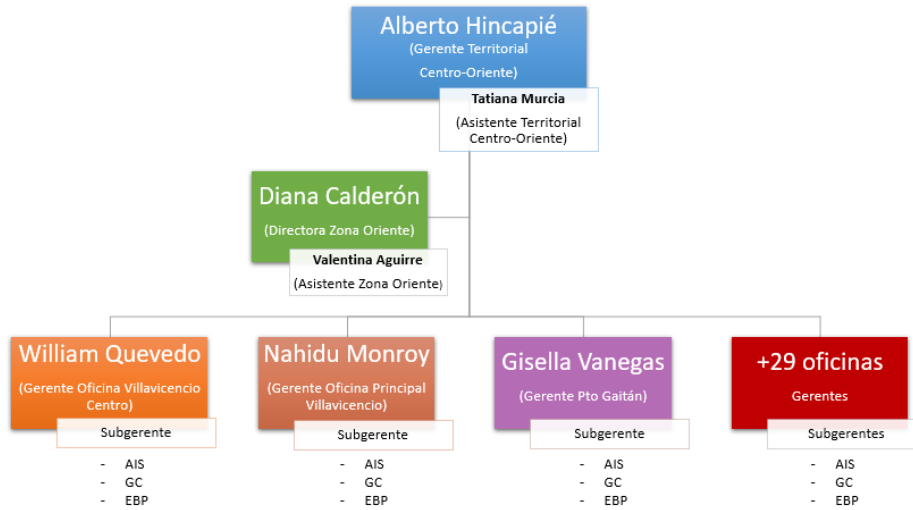 Alberto Hincapié
(Gerente Territorial
Centro-Oriente)
Tatiana Murcia
(Asistente Territorial
Centro-Oriente)
Diana Calderón
(Directora Zona Oriente)
Valentina Aguirre
(Asistente Zona Oriente)
William Quevedo
(Gerente Oficina Villavicencio
Centro)
Subgerente
- AIS
- GC
- EBP
Nahidu Monroy
(Gerente Oficina Principal
Villavicencio)
Subgerente
- AIS
- GC
- EBP
Gisella Vanegas
(Gerente Pto Gaitán)
Subgerente
- AIS
- GC
- EBP
+29 oficinas
Gerentes
Subgerentes
- AIS
- GC
- EBP